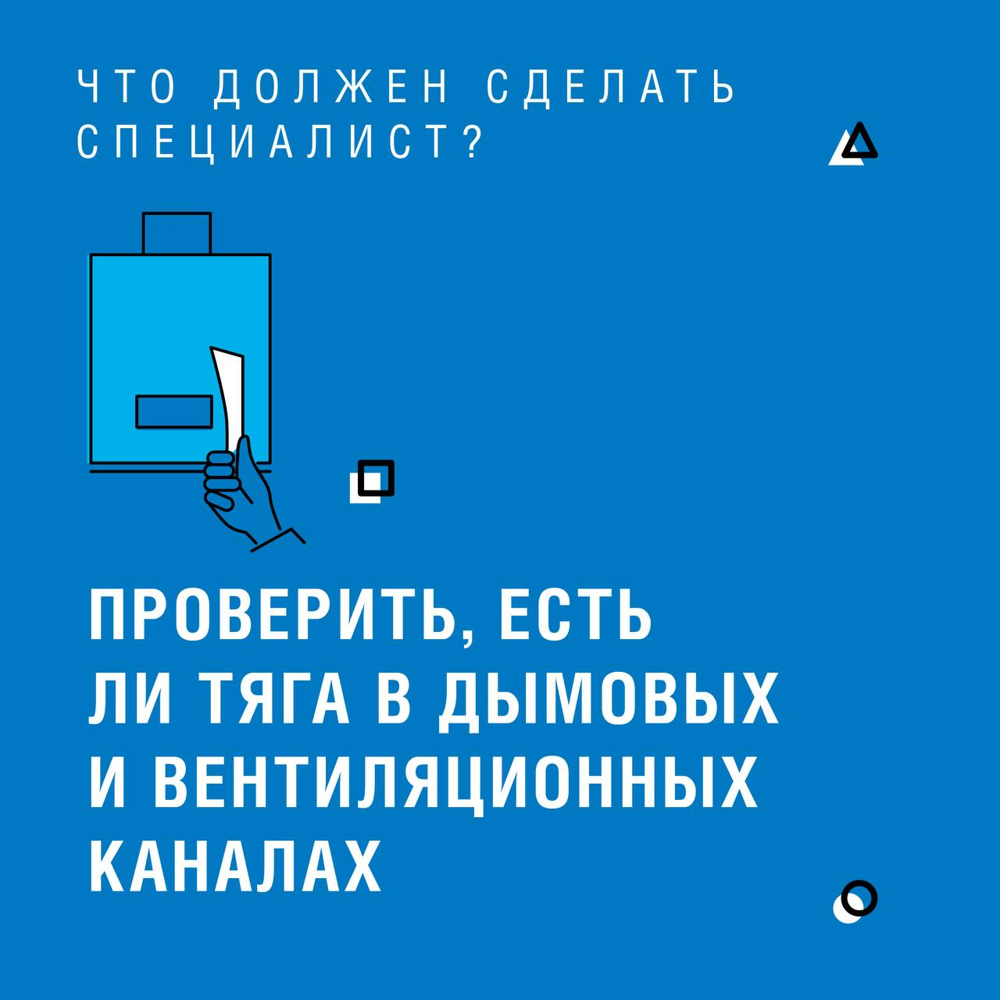 ЧТО ДОЛЖЕН СДЕЛАТЬ
СПЕЦИАЛИСТ?
ПРОВЕРИТЬ, ЕСТЬ
ЛИ ТЯГА В ДЫМОВЫХ
И ВЕНТИЛЯЦИОННЫХ
КАНАЛАХ